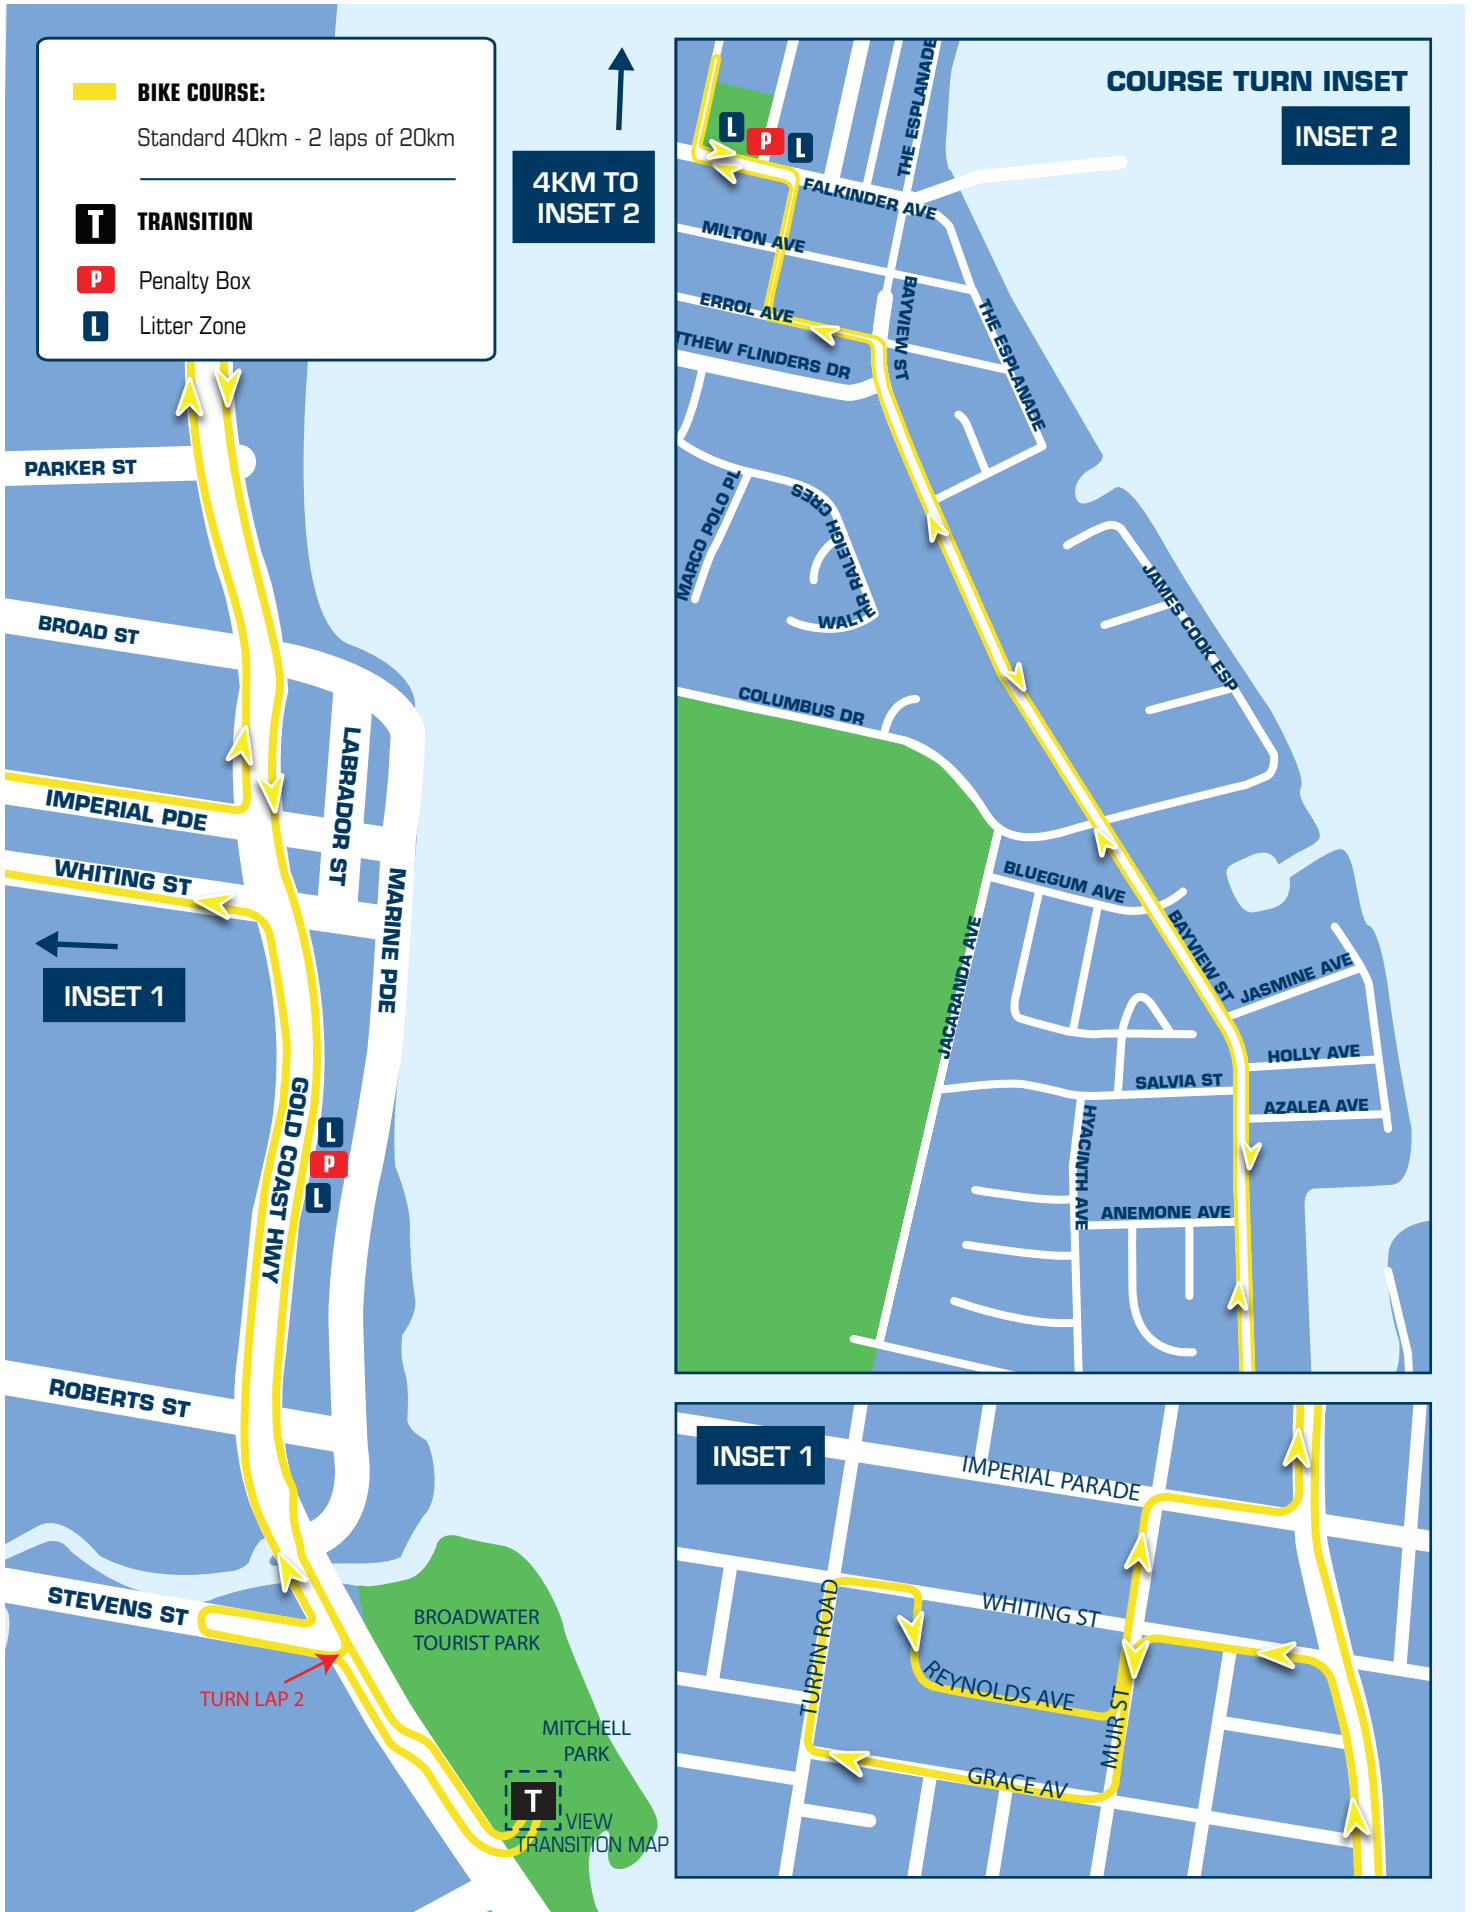 BIKE COURSE:
Standard 40km - 2 laps of 20km
T TRANSITION
P Penalty Box
L Litter Zone
4KM TO
INSET 2
PARKER ST
BROAD ST
LABRADOR ST
IMPERIAL PDE
WHITING ST
MARINE PDE
INSET 1
GOLD COAST HWY
L
P
L
ROBERTS ST
STEVENS ST
TURN LAP 2
BROADWATER
TOURIST PARK
MITCHELL
PARK
T
VIEW
TRANSITION MAP
COURSE TURN INSET
INSET 2
THE ESPLANADE
L
P
L
FALKINDER AVE
MILTON AVE
BAYVIEW ST
ERROL AVE
THE ESPLANADE
TTHEW FLINDERS DR
MARCO POLO PL
WALTER RALEIGH CRES
JAMES COOK ESP
COLUMBUS DR
BLUEGUM AVE
BAYVIEW ST
JACARANDA AVE
JASMINE AVE
HOLLY AVE
SALVIA ST
AZALEA AVE
HYACINTH AVE
ANEMONE AVE
INSET 1
IMPERIAL PARADE
WHITING ST
TURPIN ROAD
REYNOLDS AVE
MUIR ST
GRACE AV